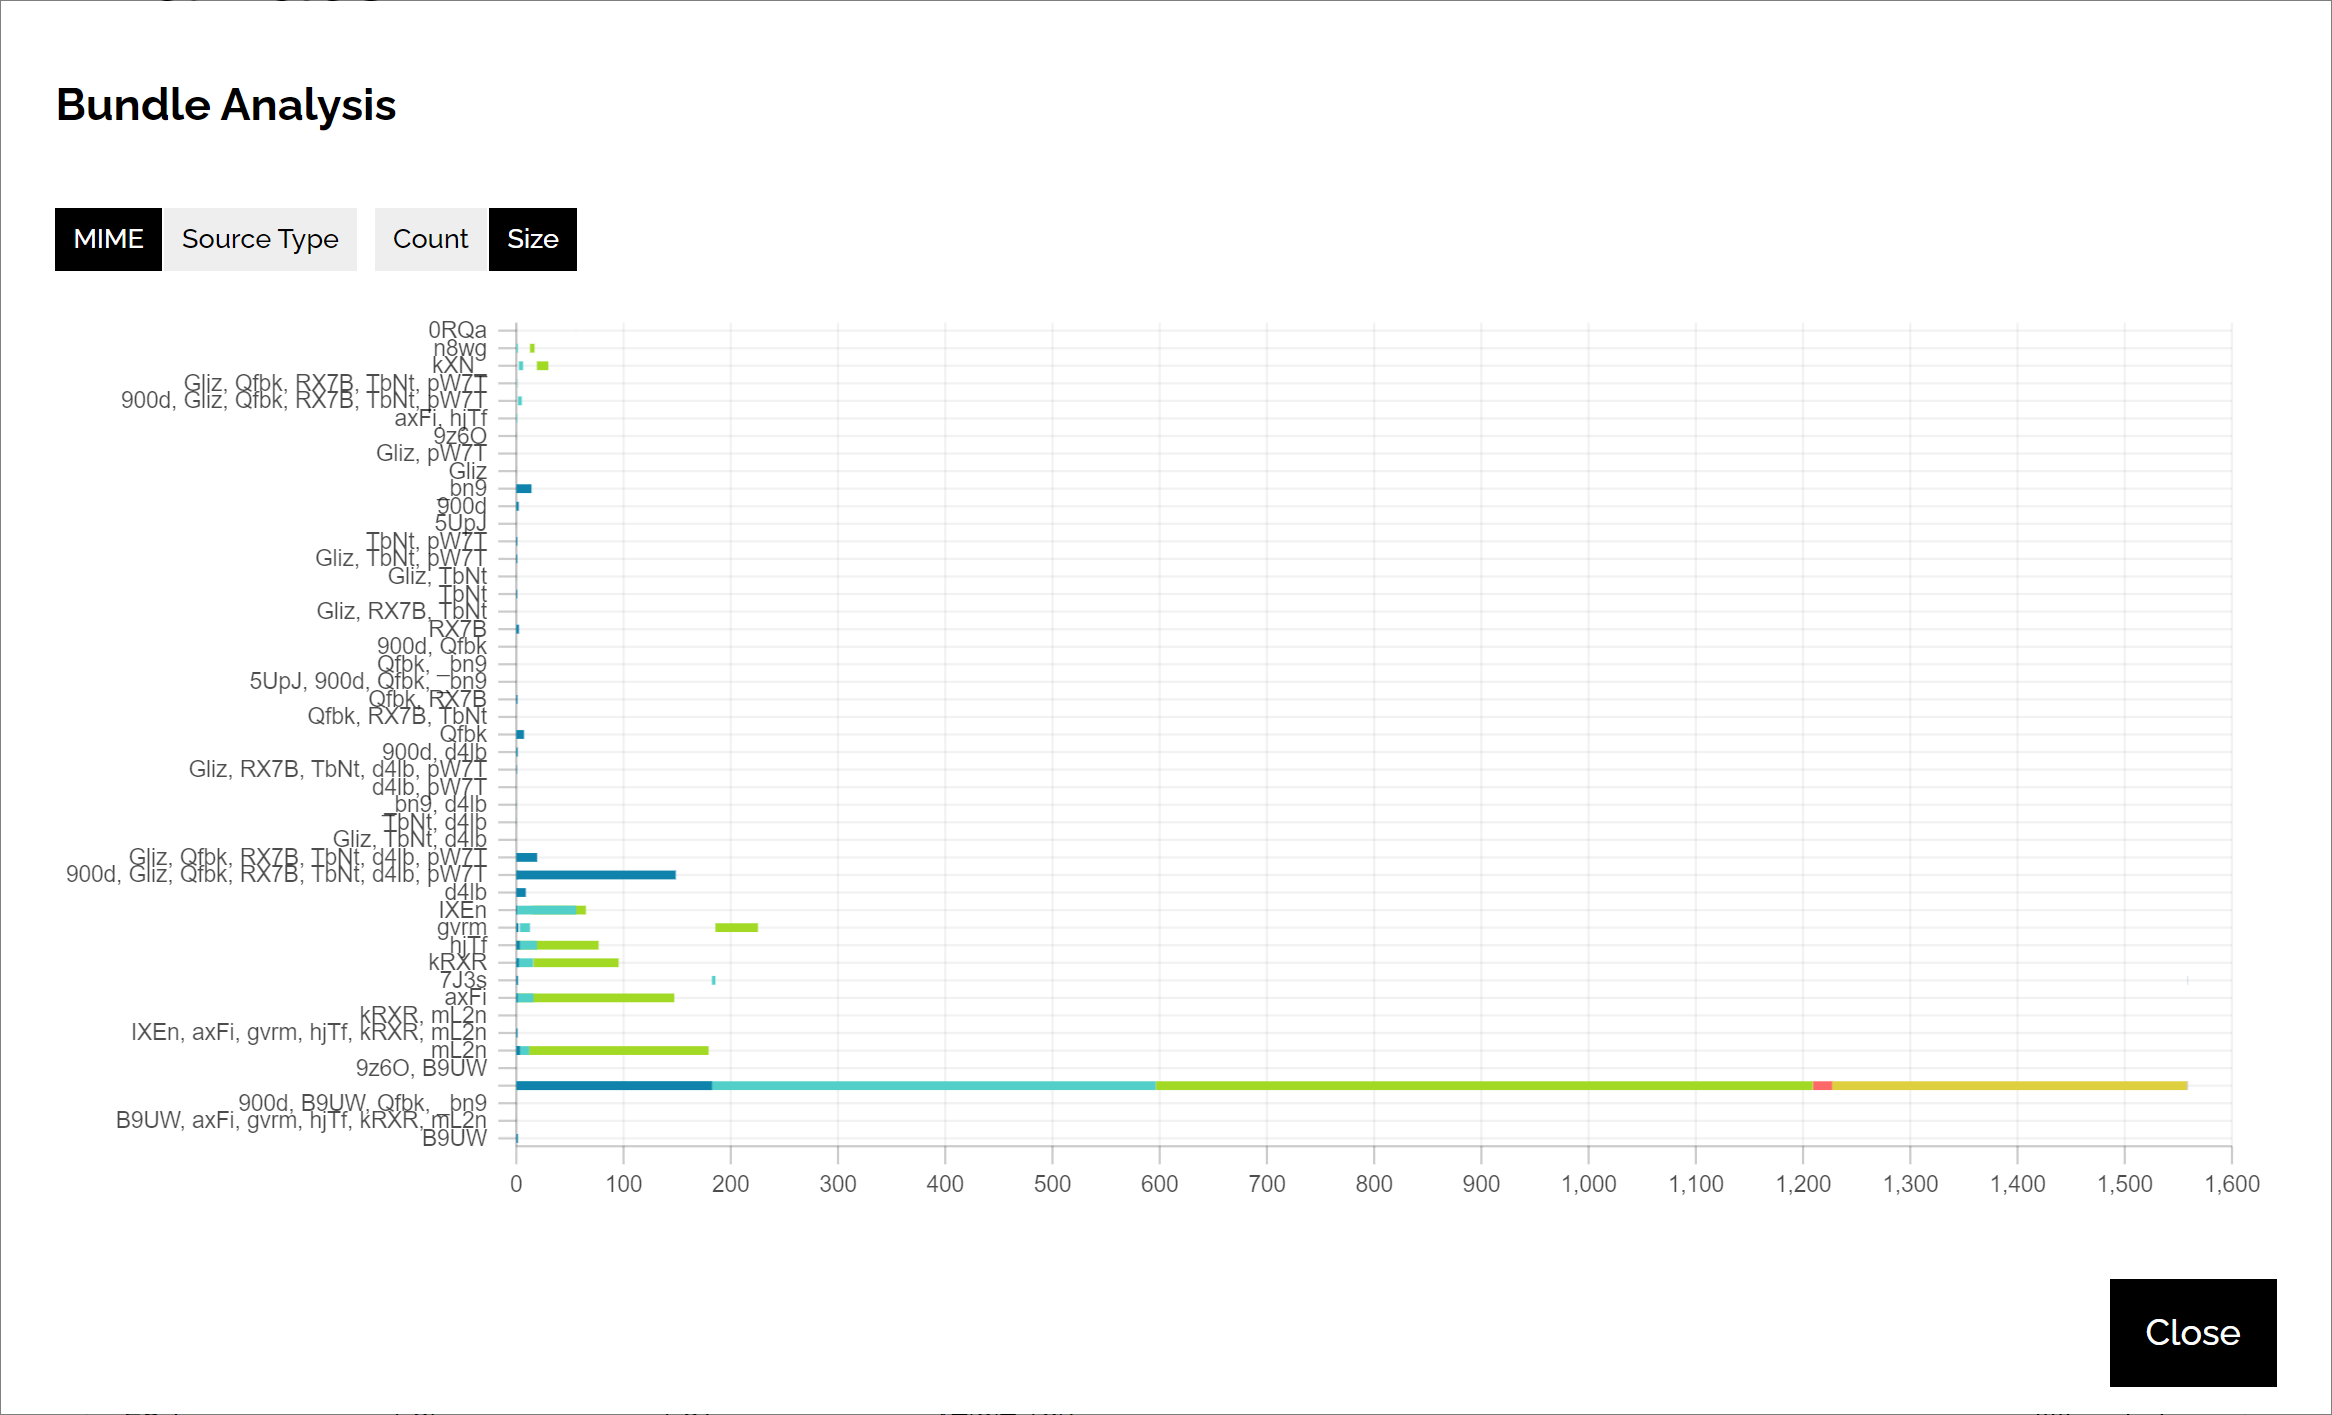 Bundle Analysis
MIME Source Type Count Size
0RQa
n8wg
kXN_
Gliz, Qfbk, RX7B, TbNt, pW7T
900d, Gliz, Qfbk, RX7B, TbNt, pW7T
axFi, hjTf
9z6O
Gliz, pW7T
Gliz
_bn9
900d
5UpJ
TbNt, pW7T
Gliz, TbNt, pW7T
Gliz, TbNt
TbNt
Gliz, RX7B, TbNt
RX7B
900d, Qfbk
Qfbk, _bn9
5UpJ, 900d, Qfbk, _bn9
Qfbk, RX7B
Qfbk, RX7B, TbNt
Qfbk
900d, d4lb
Gliz, RX7B, TbNt, d4lb, pW7T
d4lb, pW7T
_bn9, d4lb
TbNt, d4lb
Gliz, TbNt, d4lb
Gliz, Qfbk, RX7B, TbNt, d4lb, pW7T
900d, Gliz, Qfbk, RX7B, TbNt, d4lb, pW7T
d4lb
IXEn
gvrm
hjTf
kRXR
7J3s
axFi
kRXR, mL2n
IXEn, axFi, gvrm, hjTf, kRXR, mL2n
mL2n
9z6O, B9UW
900d, B9UW, Qfbk, _bn9
B9UW, axFi, gvrm, hjTf, kRXR, mL2n
B9UW
0 100 200 300 400 500 600 700 800 900 1,000 1,100 1,200 1,300 1,400 1,500 1,600
Close